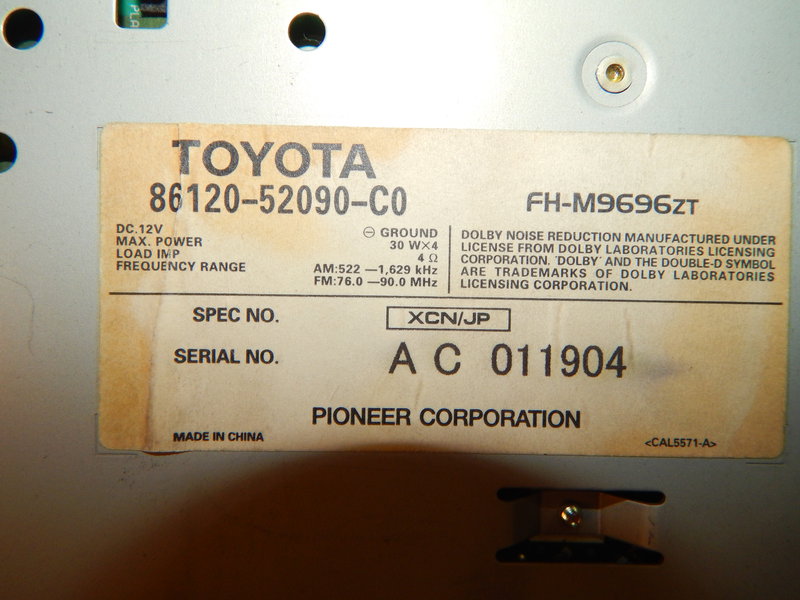 PLA
TOYOTA
86120-52090-C0
FH-M9696ZT
DC.12V ⊖ GROUND
MAX. POWER 30 W×4
LOAD IMP 4 Ω
FREQUENCY RANGE AM:522 —1,629 kHz
FM:76.0 —90.0 MHz
DOLBY NOISE REDUCTION MANUFACTURED UNDER
LICENSE FROM DOLBY LABORATORIES LICENSING
CORPORATION. 'DOLBY' AND THE DOUBLE-D SYMBOL
ARE TRADEMARKS OF DOLBY LABORATORIES
LICENSING CORPORATION.
SPEC NO. XCN/JP
SERIAL NO. A C 011904
PIONEER CORPORATION
MADE IN CHINA
<CAL5571-A>